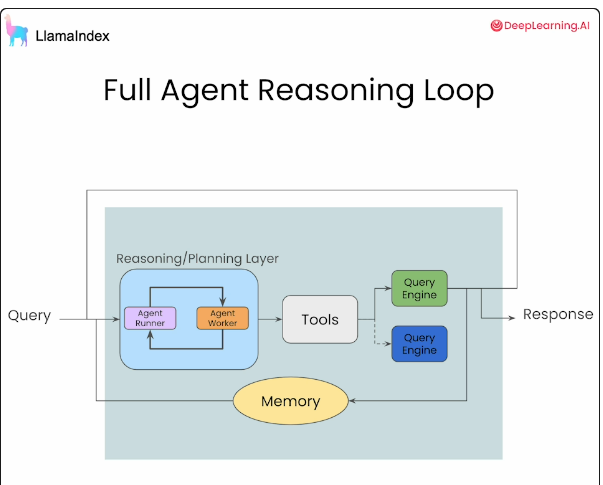 LlamaIndex
DeepLearning.AI
Full Agent Reasoning Loop
Reasoning/Planning Layer
Query
Agent
Runner
Agent
Worker
Tools
Query
Engine
Query
Engine
Response
Memory